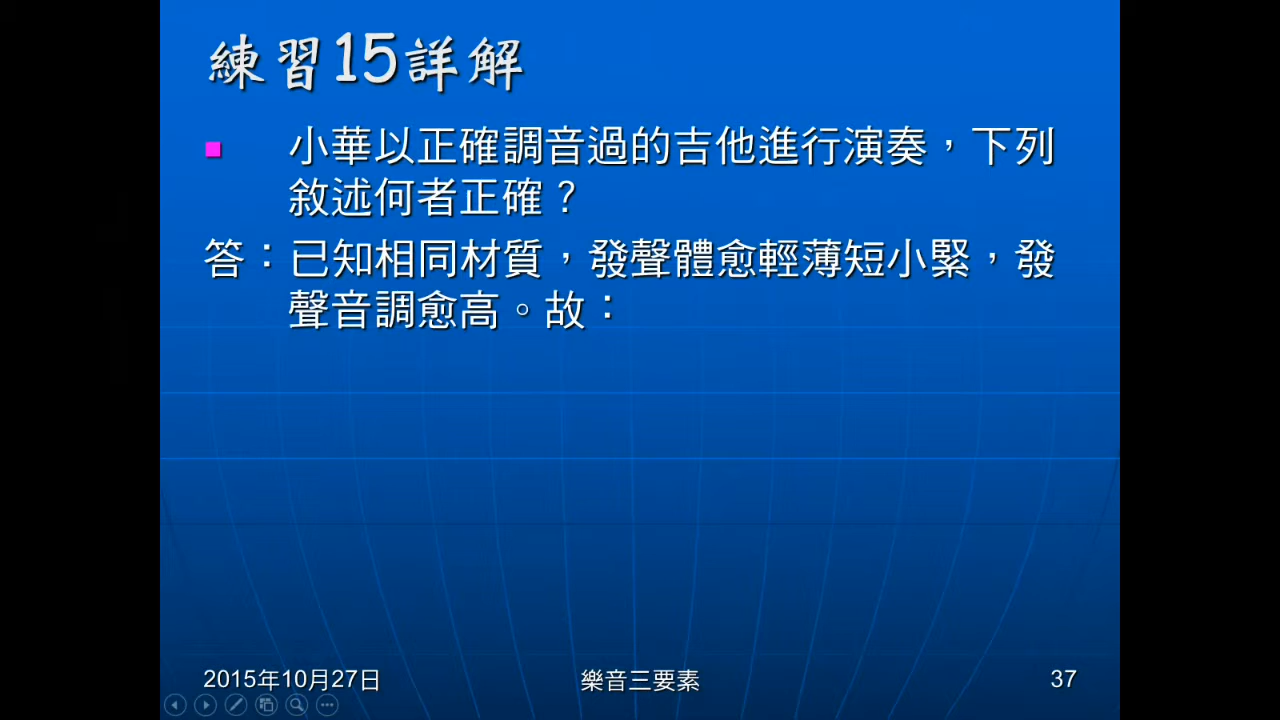 練習15詳解
小華以正確調音過的吉他進行演奏，下列
敘述何者正確？
答：已知相同材質，發聲體愈輕薄短小緊，發
聲音調愈高。故：
2015年10月27日
樂音三要素
37